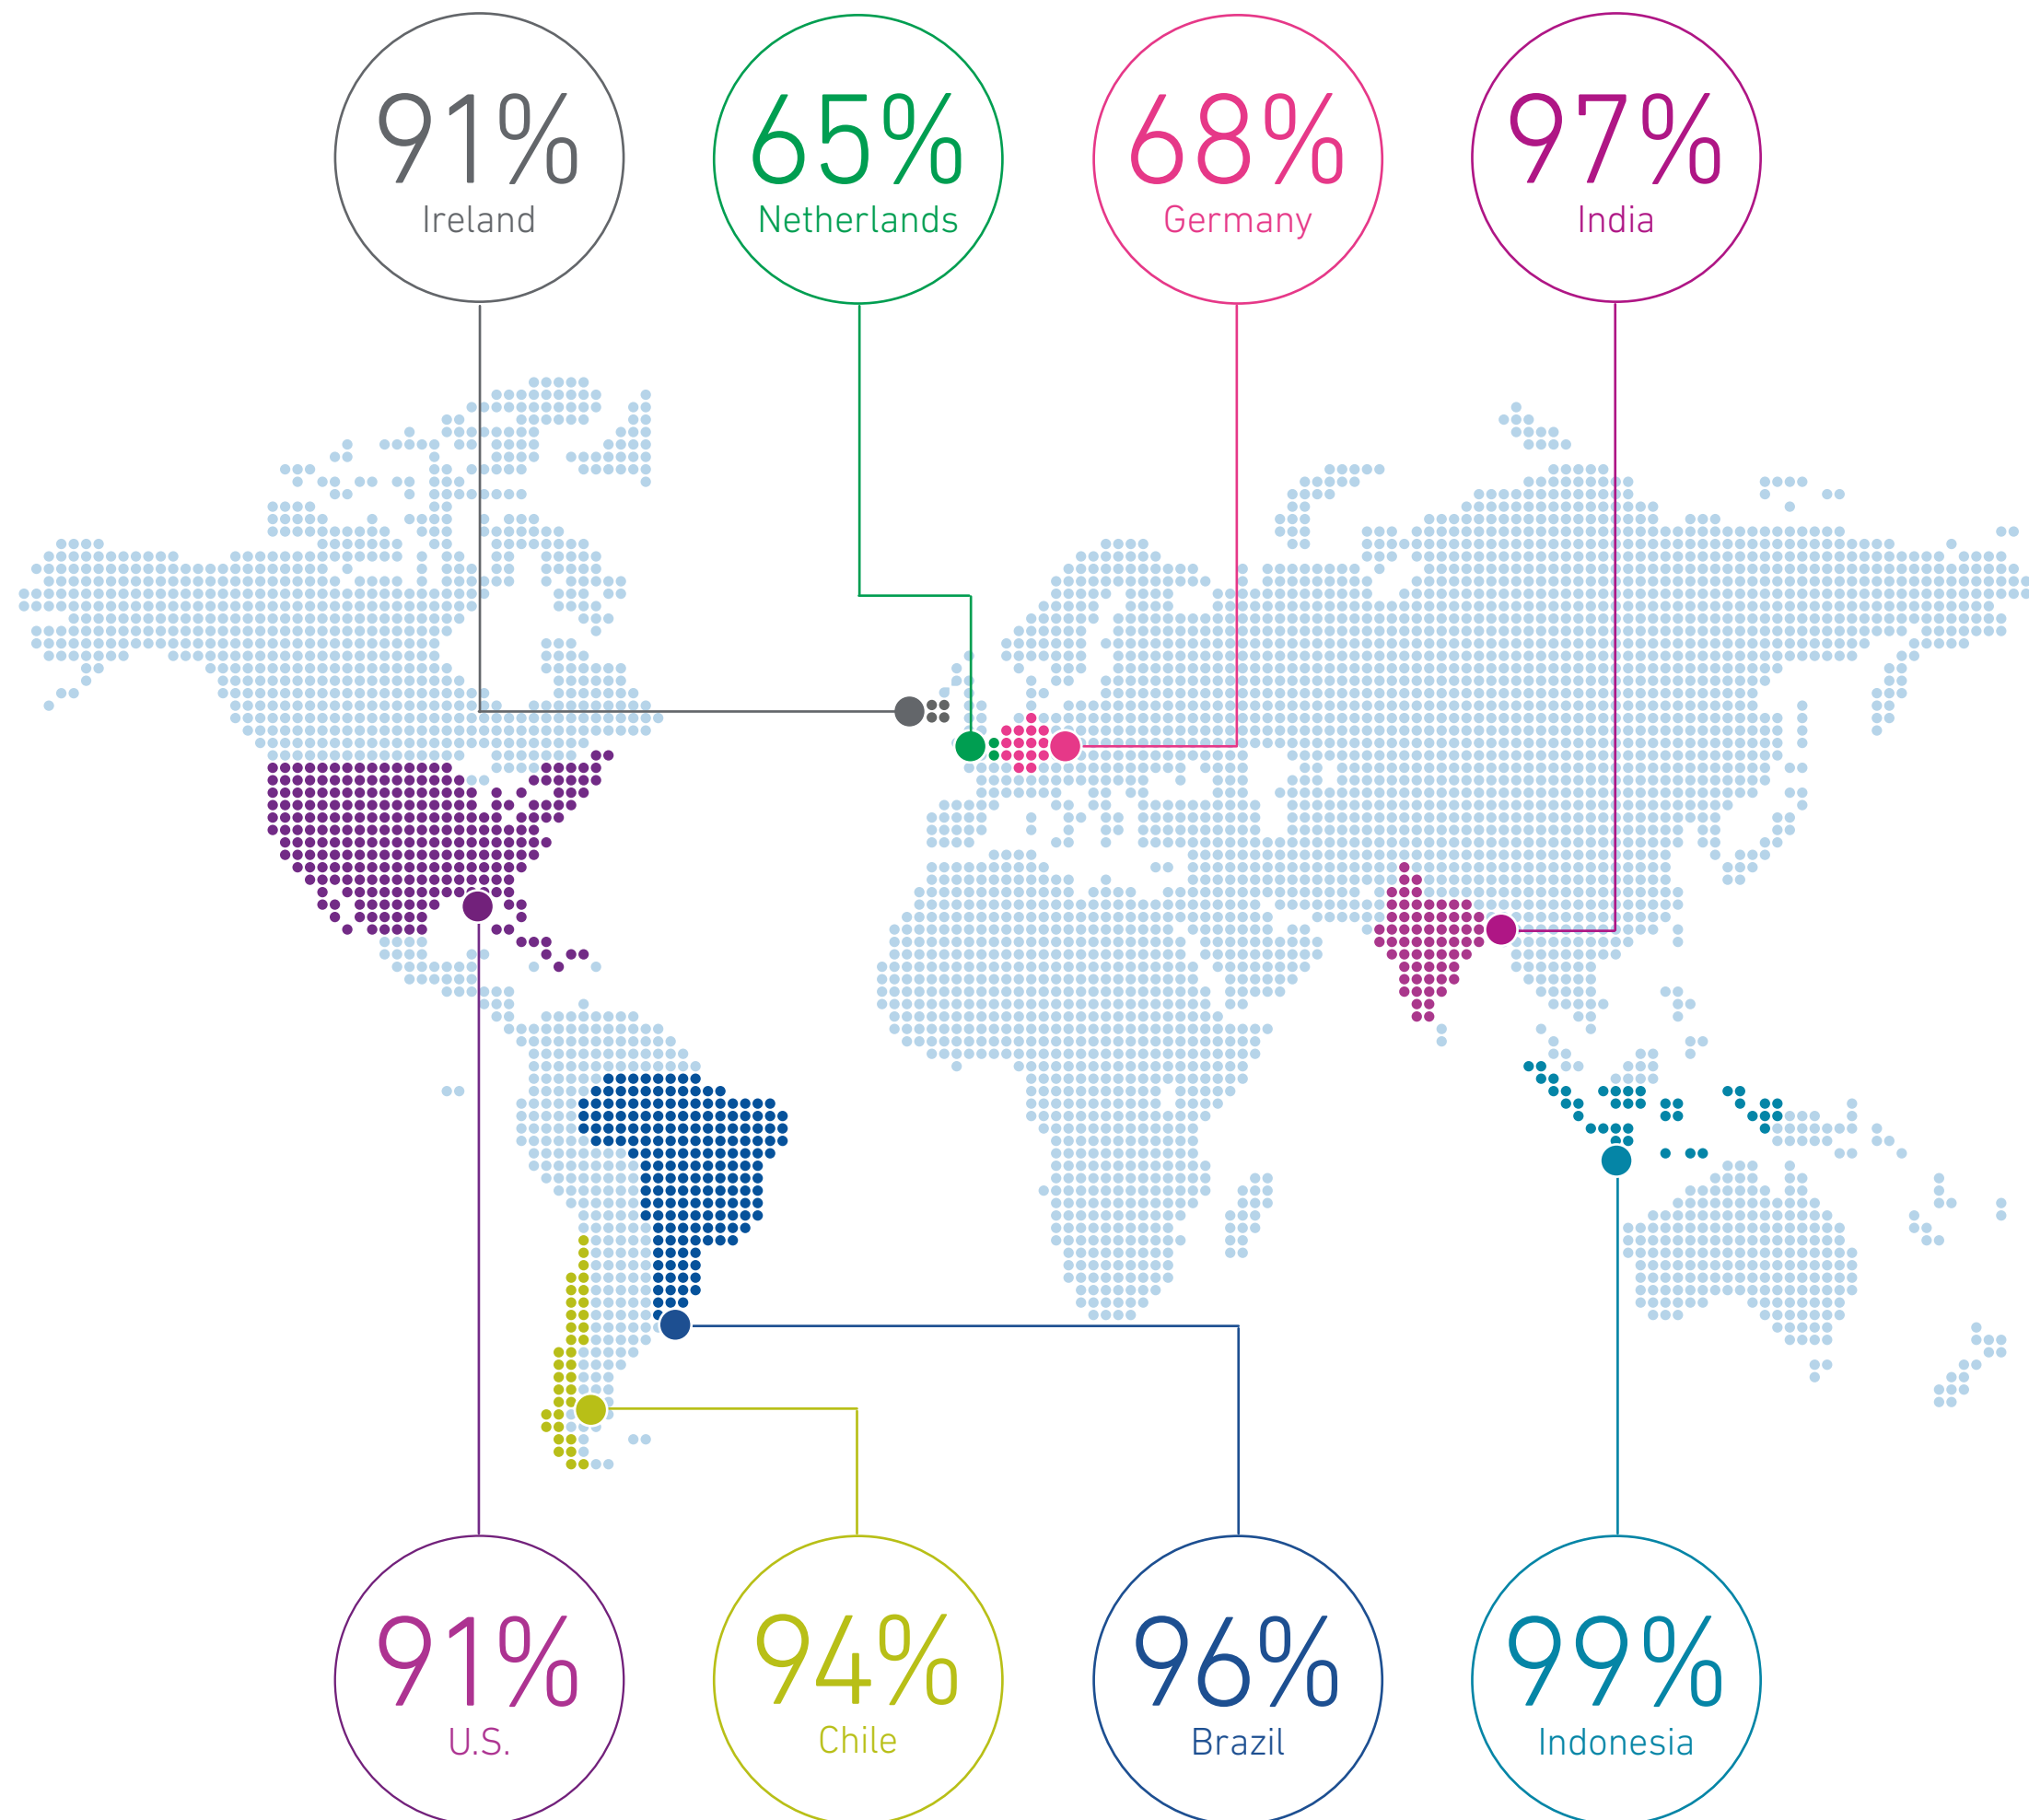 91%
Ireland
65%
Netherlands
68%
Germany
97%
India
91%
U.S.
94%
Chile
96%
Brazil
99%
Indonesia